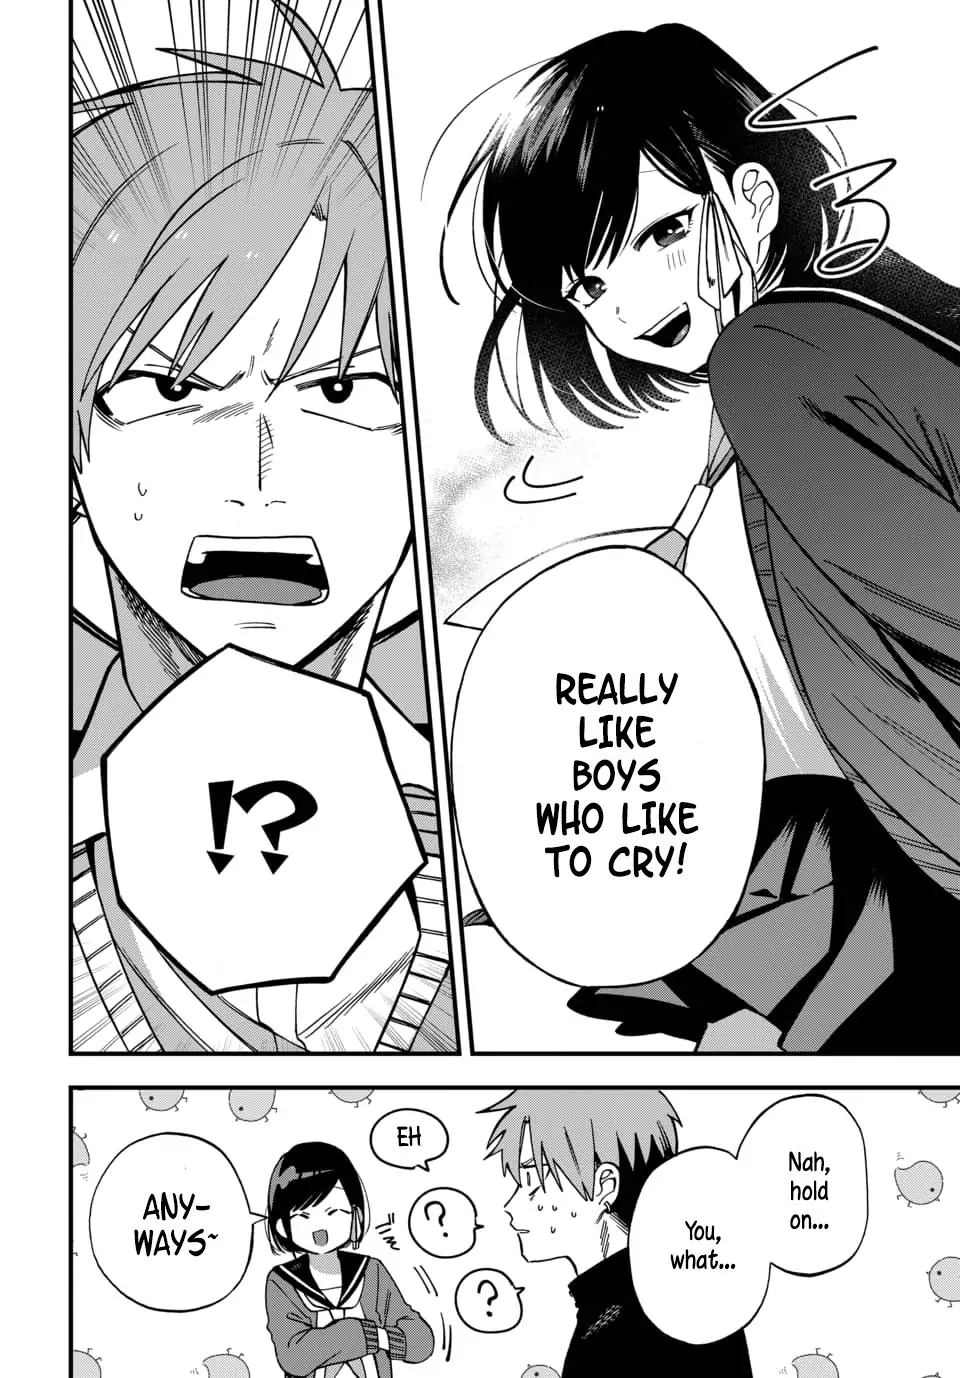 REALLY
LIKE
BOYS
WHO LIKE
TO CRY!
!?
Nah,
hold
on...
You,
what...
EH
?
?
ANY-
WAYS~